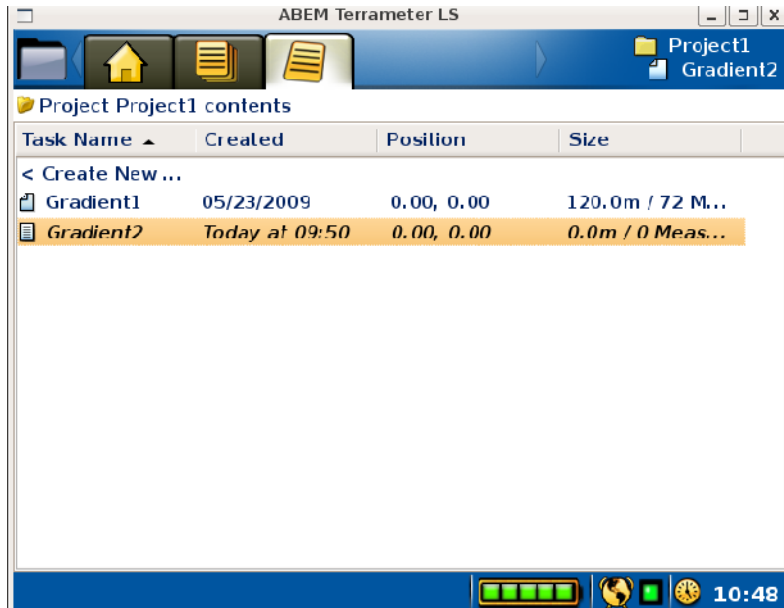 ABEM Terrameter LS
Project1
Gradient2
Project Project1 contents
Task Name Created Position Size
< Create New ...
Gradient1 05/23/2009 0.00, 0.00 120.0m / 72 M...
Gradient2 Today at 09:50 0.00, 0.00 0.0m / 0 Meas...
10:48